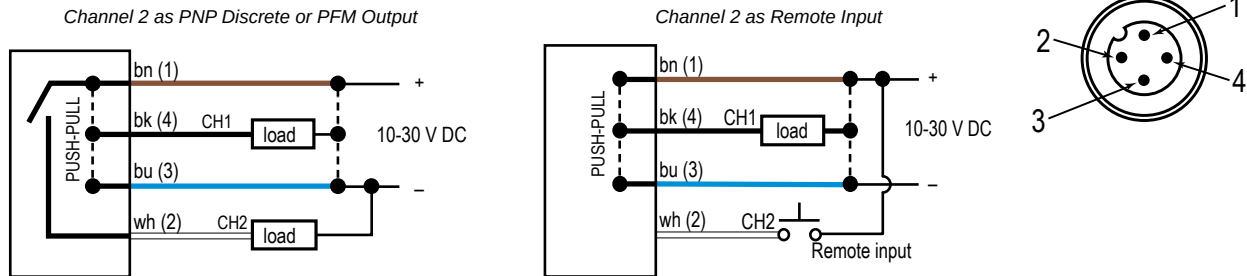 Channel 2 as PNP Discrete or PFM Output
bn (1)
+
PUSH-PULL
bk (4)
CH1
load
10-30 V DC
bu (3)
–
wh (2)
CH2
load
Channel 2 as Remote Input
bn (1)
+
PUSH-PULL
bk (4)
CH1
load
10-30 V DC
bu (3)
–
wh (2)
CH2
Remote input
1
2
4
3